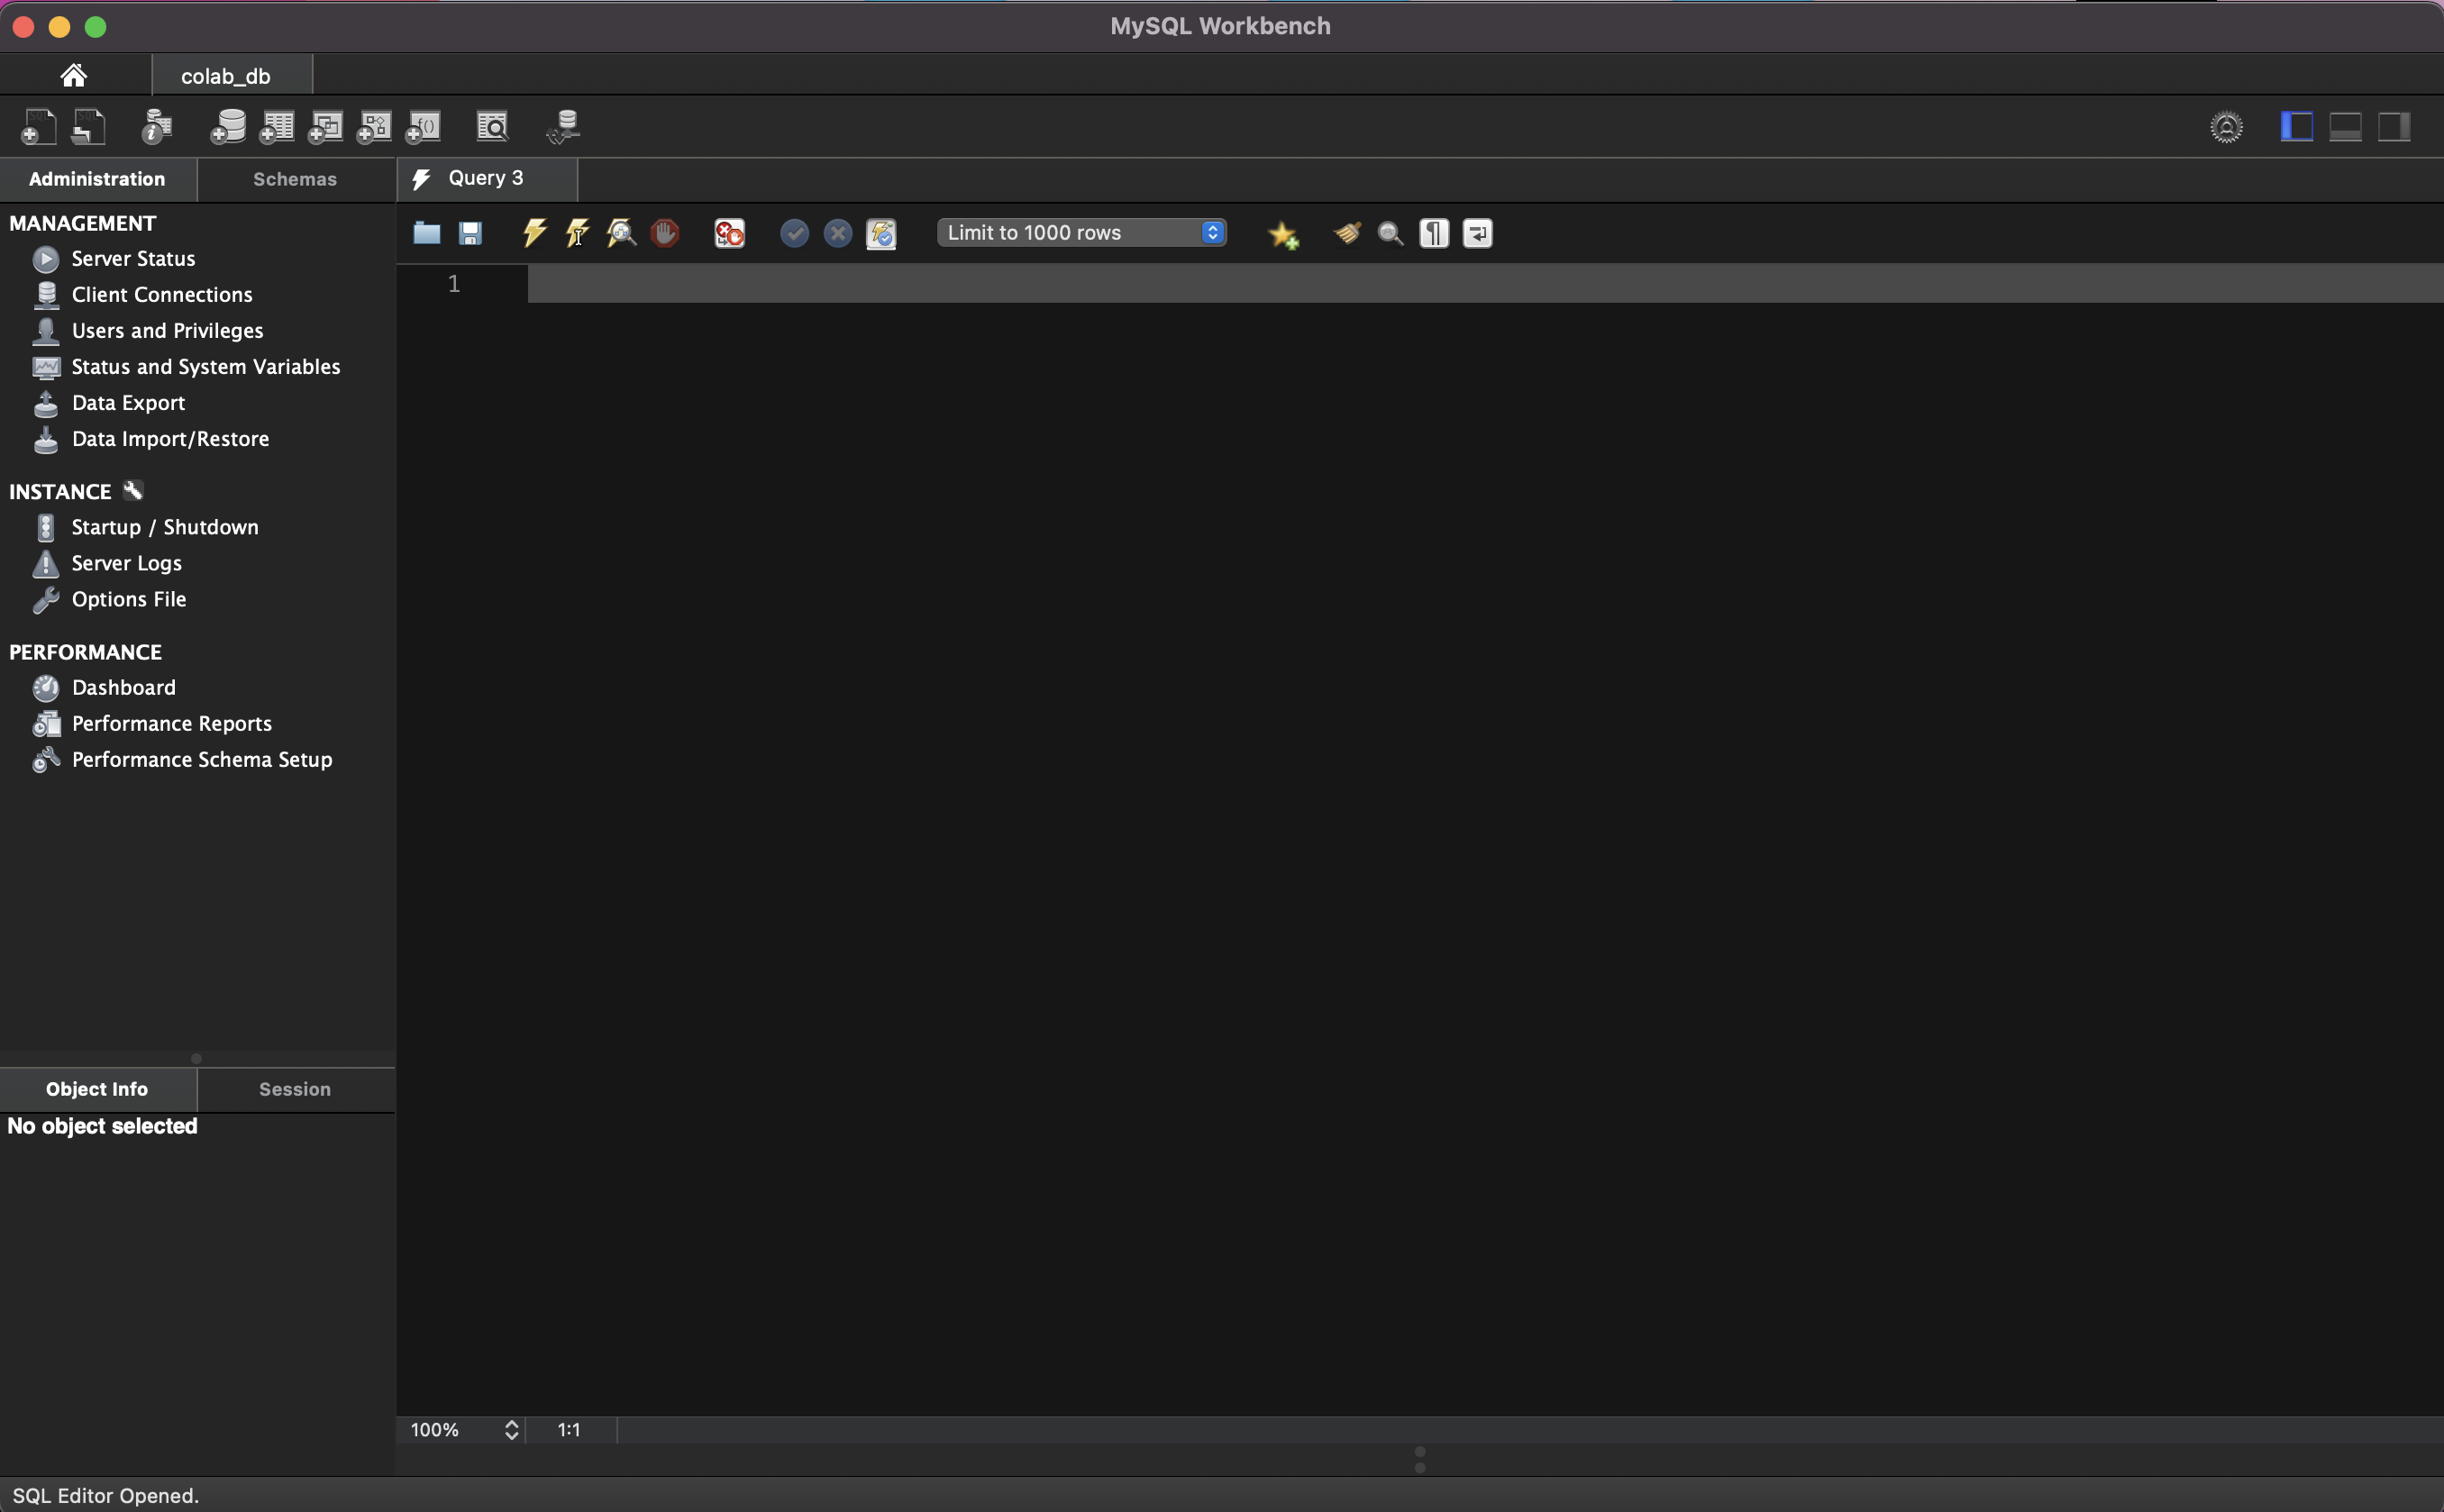 MySQL Workbench
colab_db
Administration
Schemas
Query 3
MANAGEMENT
Server Status
Client Connections
Users and Privileges
Status and System Variables
Data Export
Data Import/Restore
INSTANCE
Startup / Shutdown
Server Logs
Options File
PERFORMANCE
Dashboard
Performance Reports
Performance Schema Setup
Limit to 1000 rows
1
Object Info
Session
No object selected
100%
1:1
SQL Editor Opened.